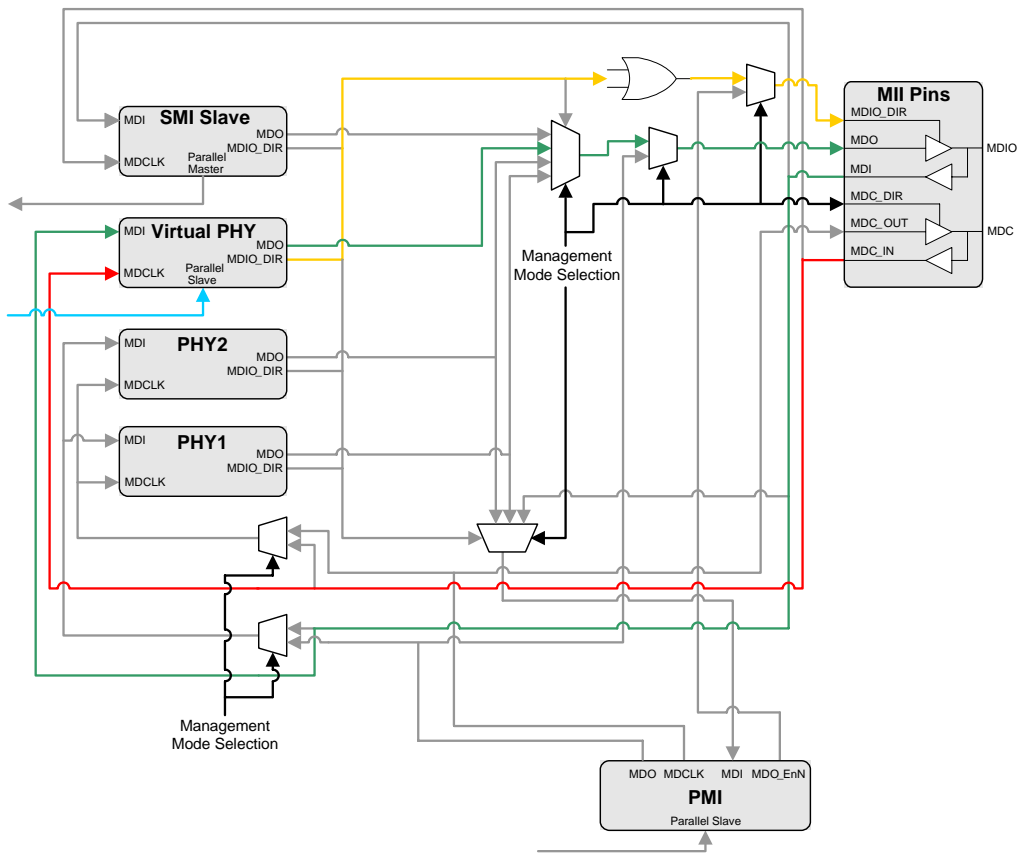 SMI Slave
MDI
MDO
MDIO_DIR
MDCLK
Parallel
Master
Virtual PHY
MDI
MDO
MDIO_DIR
MDCLK
Parallel
Slave
PHY2
MDI
MDO
MDIO_DIR
MDCLK
PHY1
MDI
MDO
MDIO_DIR
MDCLK
Management
Mode Selection
MII Pins
MDIO_DIR
MDO
MDIO
MDI
MDC_DIR
MDC_OUT
MDC
MDC_IN
Management
Mode Selection
MDO MDCLK MDI MDO_EnN
PMI
Parallel Slave